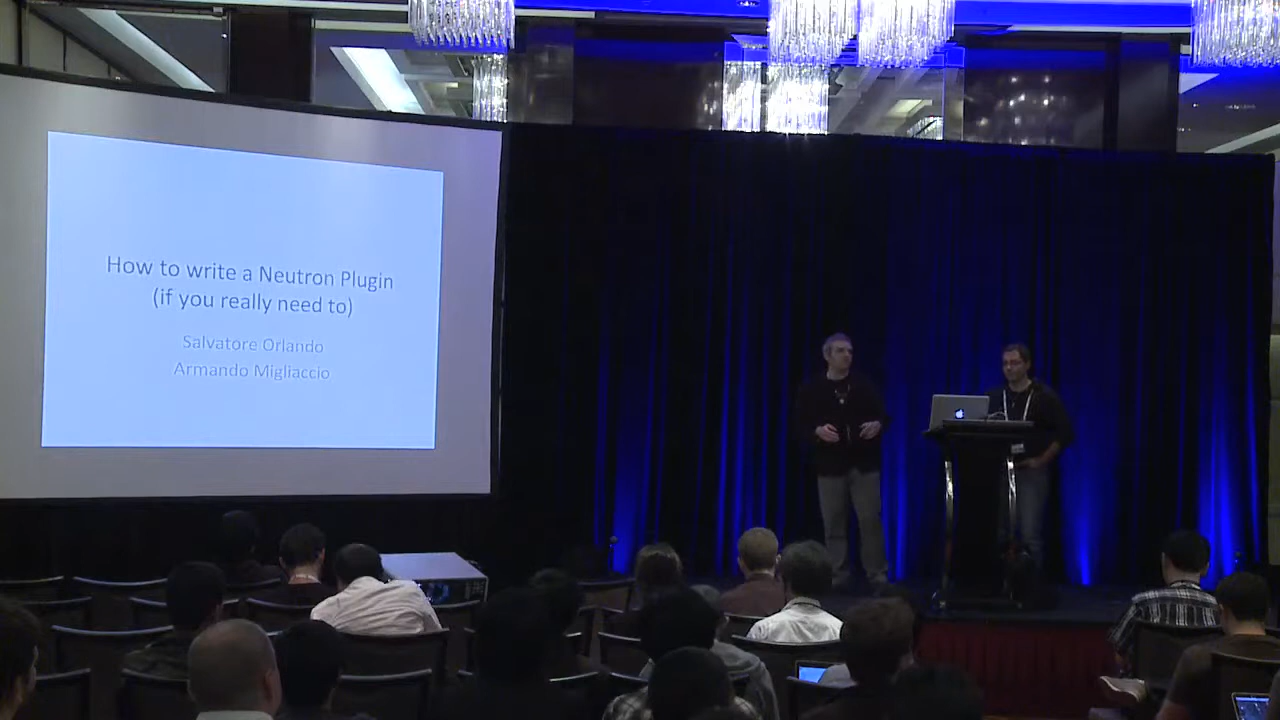 How to write a Neutron Plugin
(if you really need to)
Salvatore Orlando
Armando Migliaccio